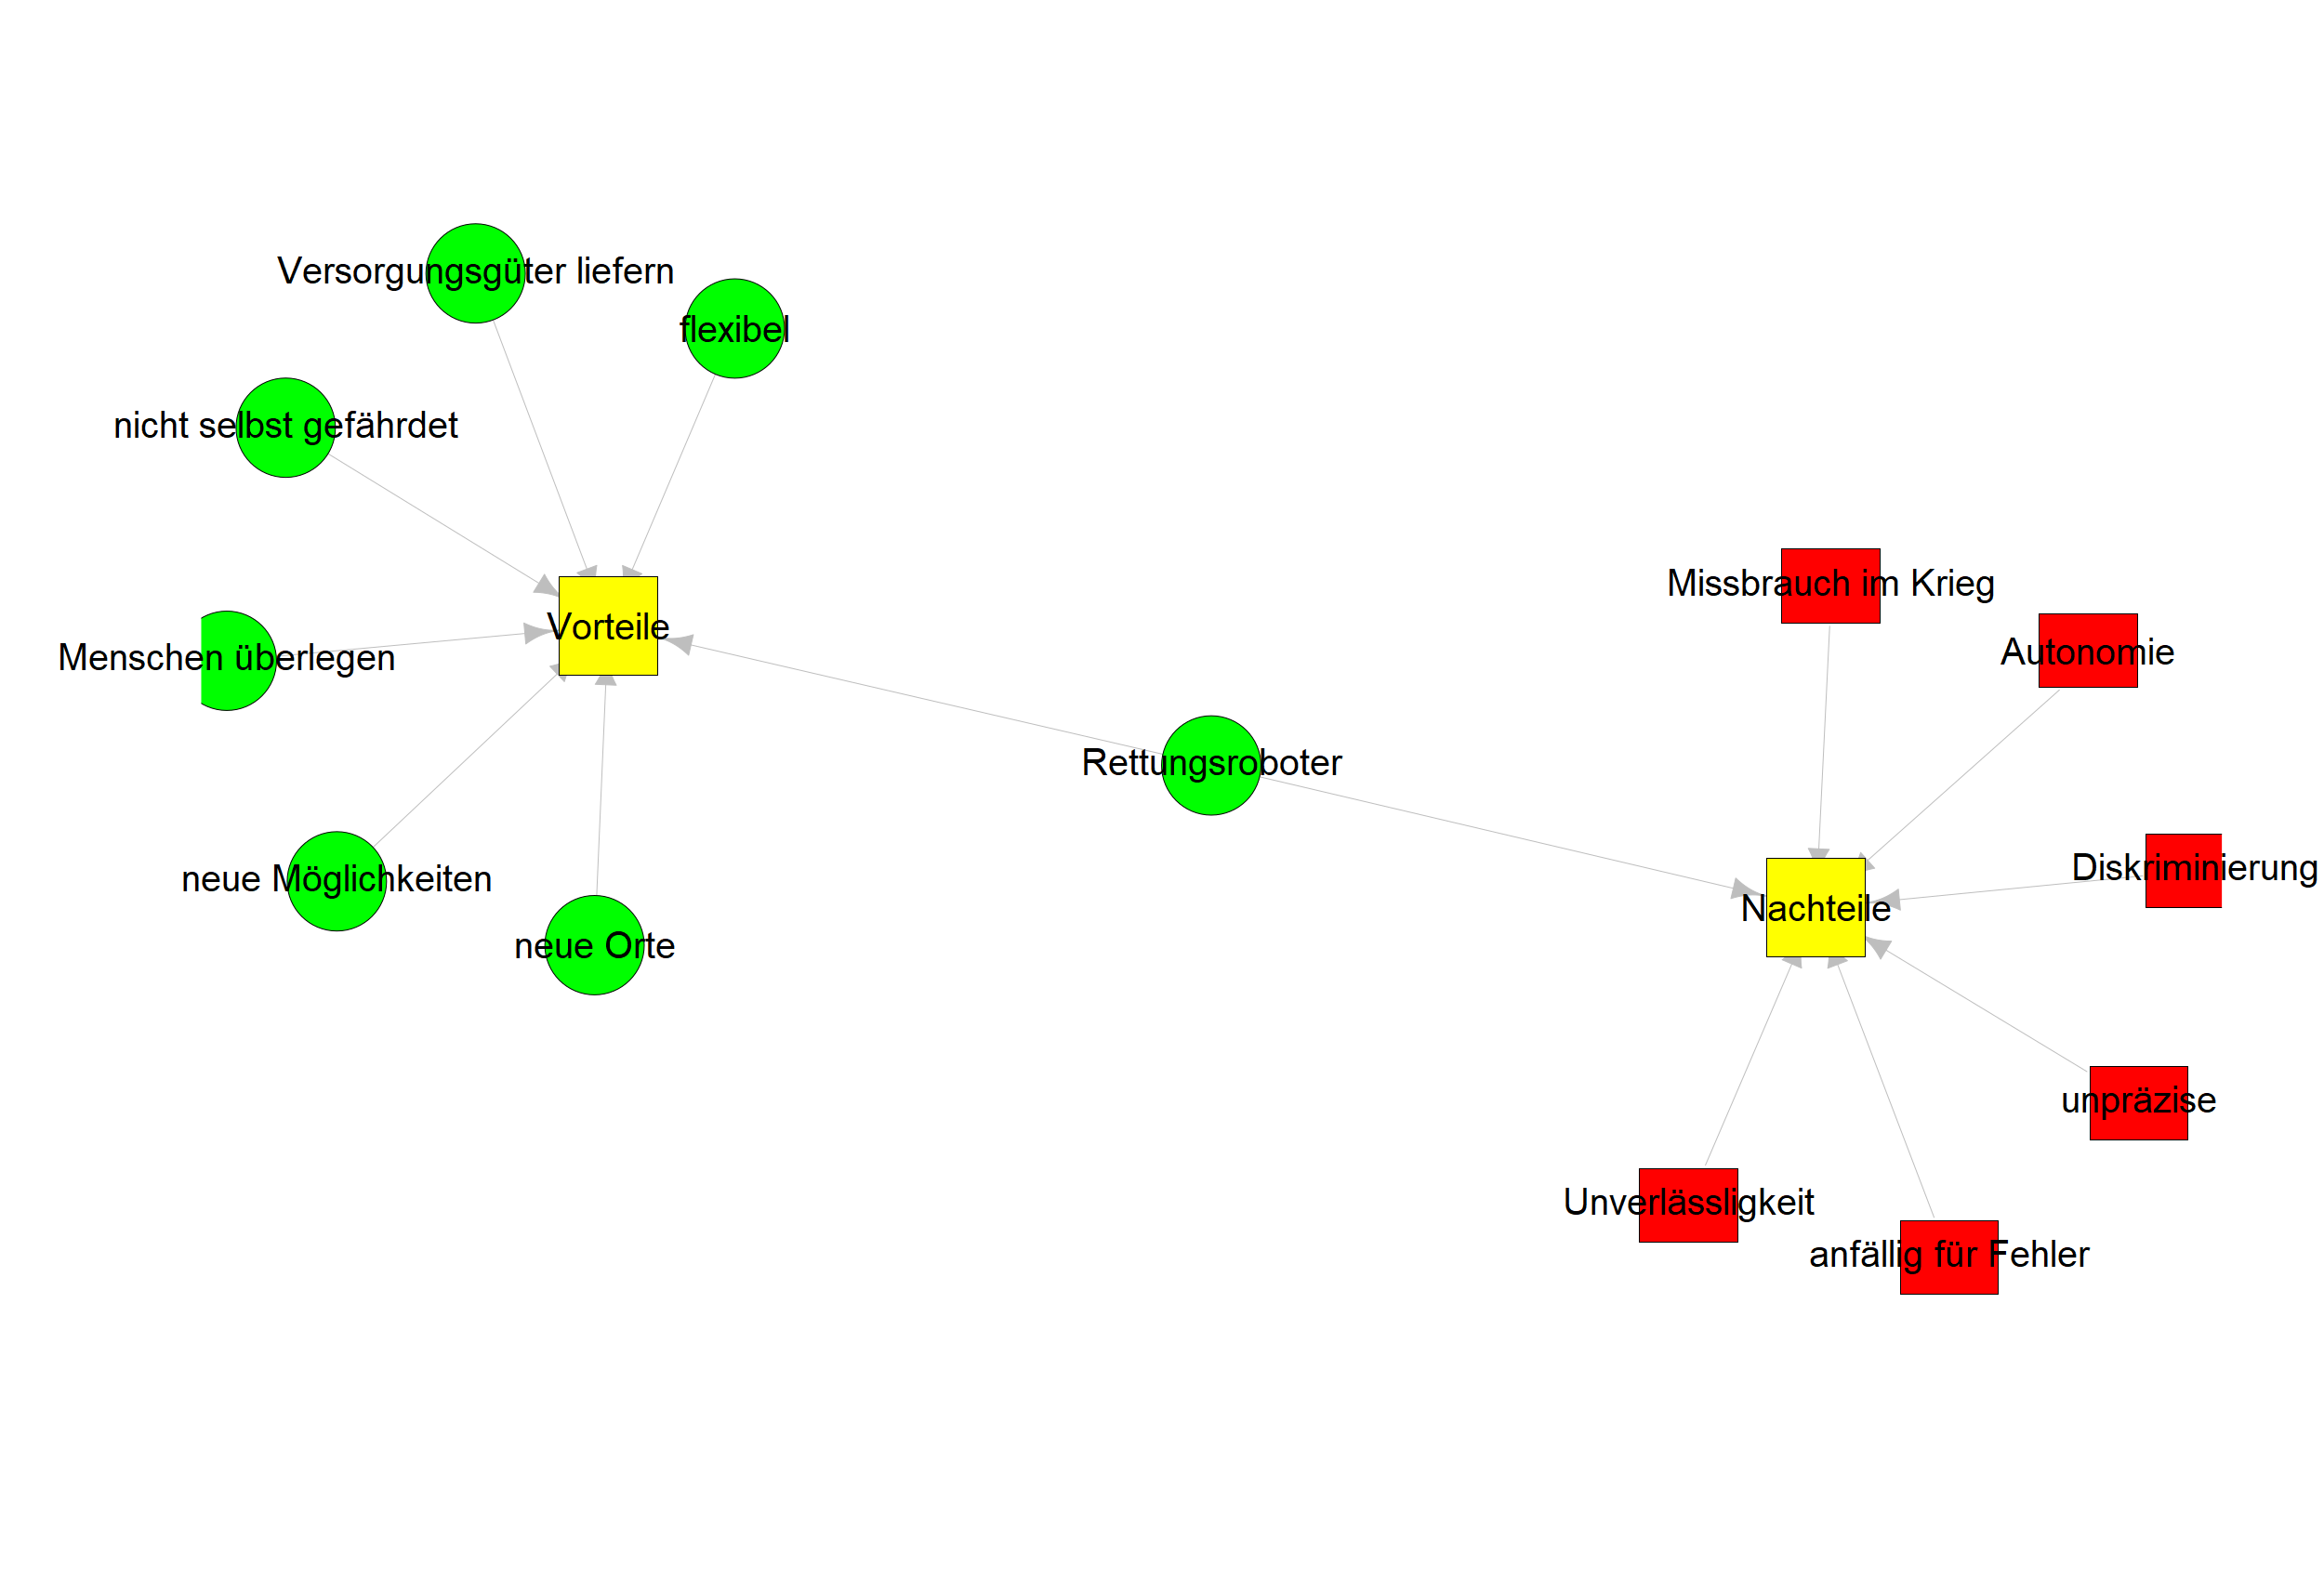 Versorgungsgüter liefern
flexibel
nicht selbst gefährdet
Vorteile
Menschen überlegen
neue Möglichkeiten
neue Orte
Rettungsroboter
Missbrauch im Krieg
Autonomie
Diskriminierung
Nachteile
unpräzise
Unverlässligkeit
anfällig für Fehler